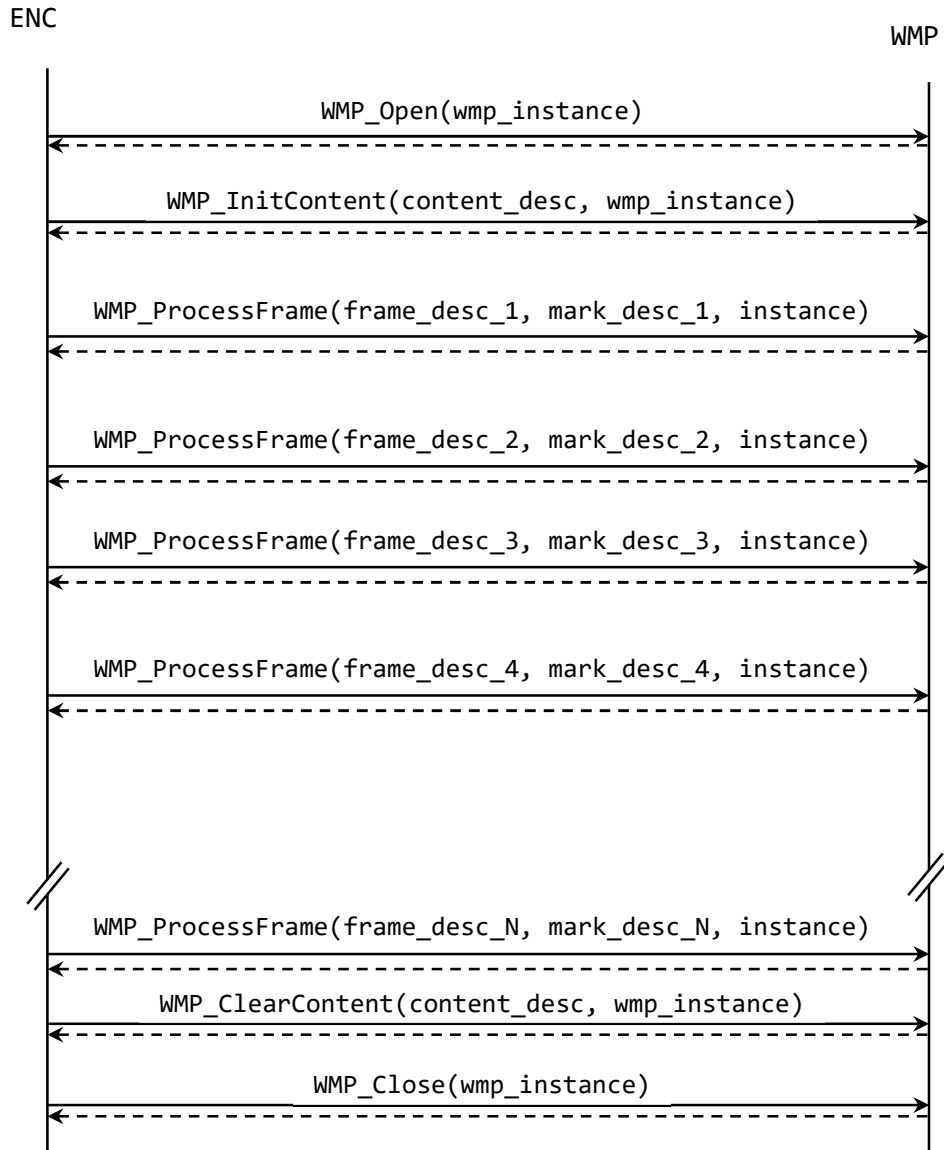 ENC
WMP
WMP_Open(wmp_instance)
WMP_InitContent(content_desc, wmp_instance)
WMP_ProcessFrame(frame_desc_1, mark_desc_1, instance)
WMP_ProcessFrame(frame_desc_2, mark_desc_2, instance)
WMP_ProcessFrame(frame_desc_3, mark_desc_3, instance)
WMP_ProcessFrame(frame_desc_4, mark_desc_4, instance)
WMP_ProcessFrame(frame_desc_N, mark_desc_N, instance)
WMP_ClearContent(content_desc, wmp_instance)
WMP_Close(wmp_instance)